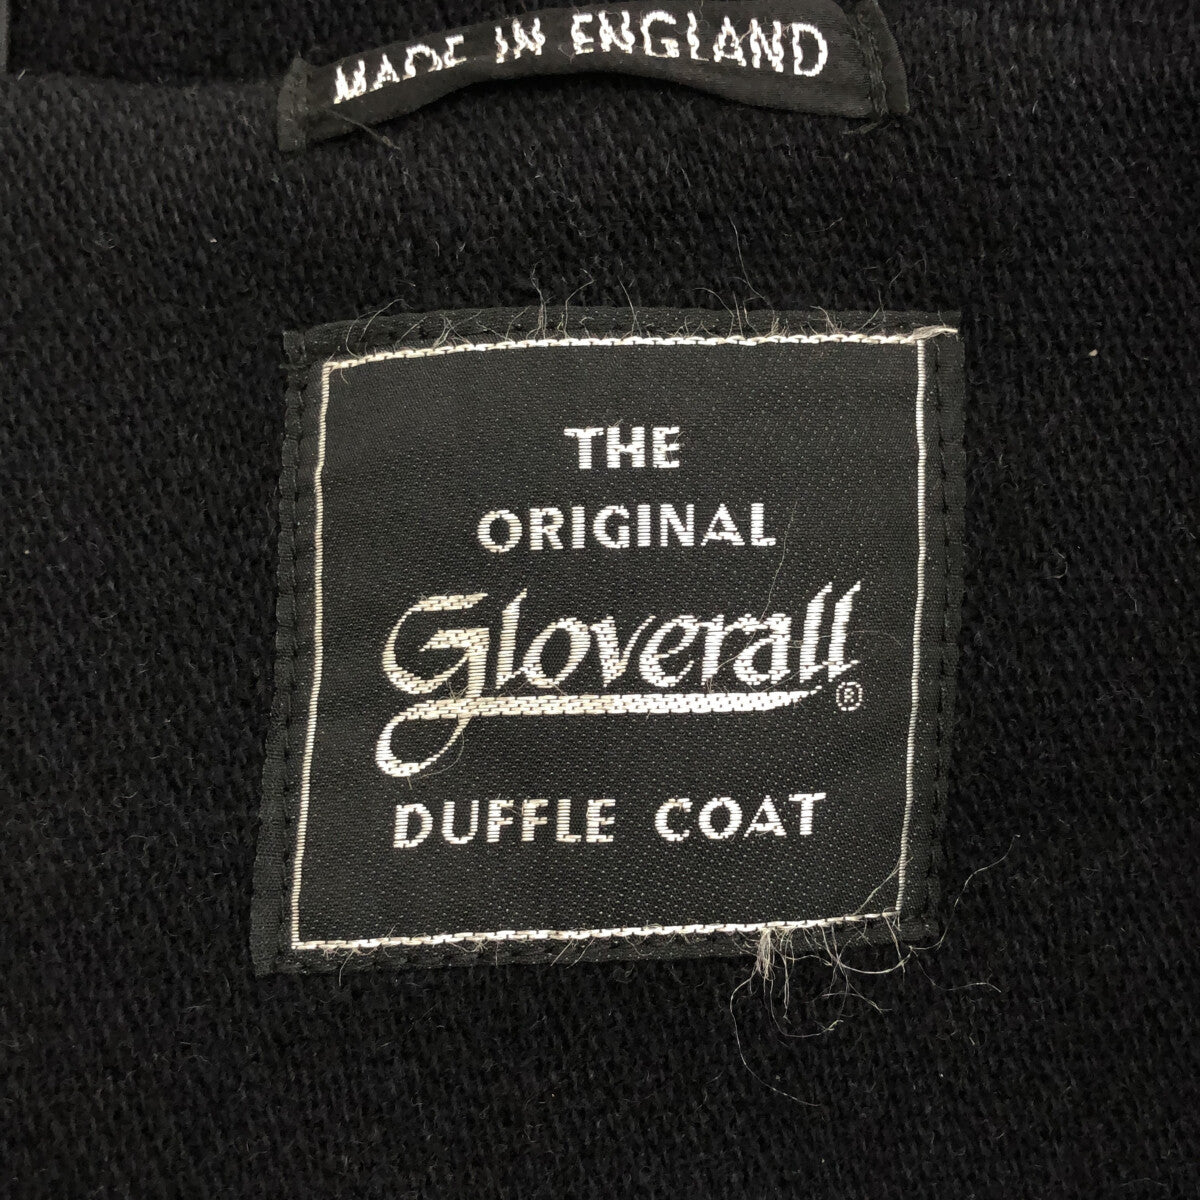 MADE IN ENGLAND
THE
ORIGINAL
Gloverall ®
DUFFLE COAT